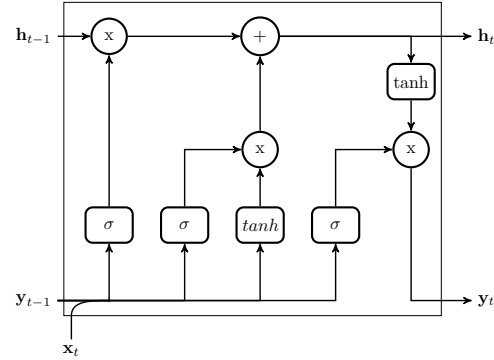 h_{t−1} x + h_t
tanh
x x
σ σ tanh σ
y_{t−1} y_t
x_t